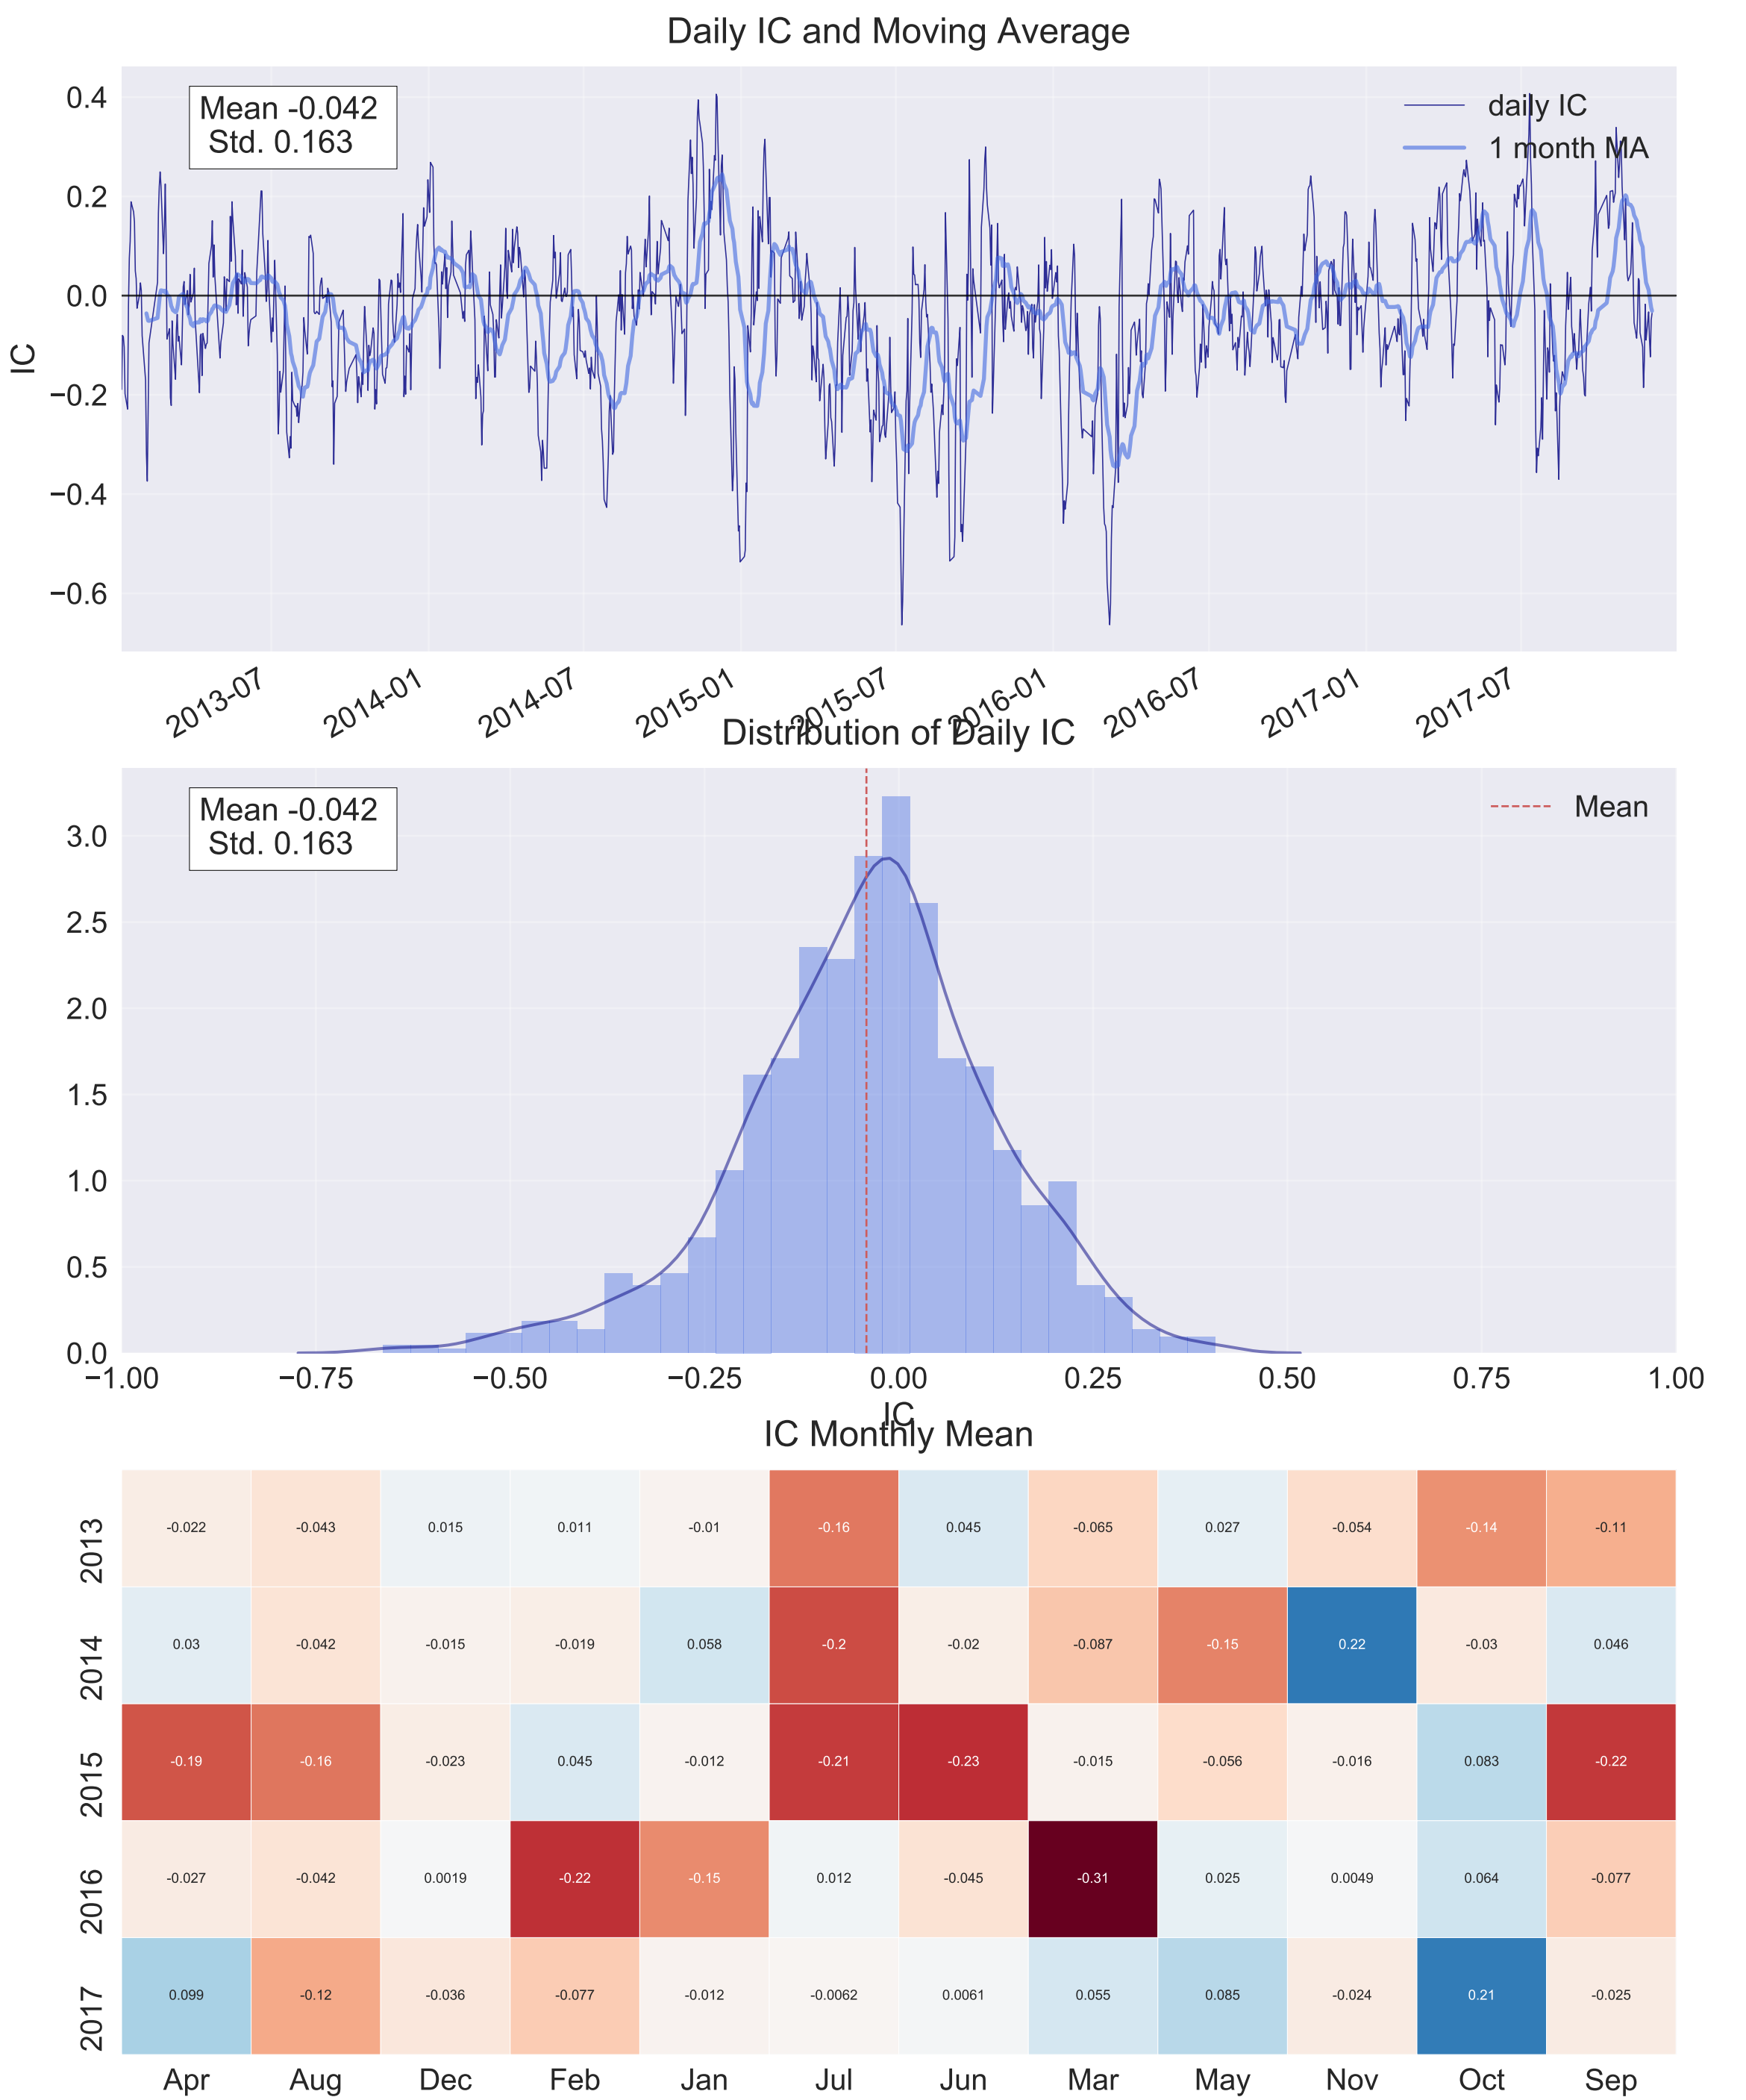 Daily IC and Moving Average
Mean -0.042
Std. 0.163
daily IC
1 month MA
IC
0.4
0.2
0.0
−0.2
−0.4
−0.6
2013-07
2014-01
2014-07
2015-01
2015-07
2016-01
2016-07
2017-01
2017-07
Distribution of Daily IC
Mean -0.042
Std. 0.163
Mean
3.0
2.5
2.0
1.5
1.0
0.5
0.0
−1.00 −0.75 −0.50 −0.25 0.00 0.25 0.50 0.75 1.00
IC
IC Monthly Mean
2013 -0.022 -0.043 0.015 0.011 -0.01 -0.16 0.045 -0.065 0.027 -0.054 -0.14 -0.11
2014 0.03 -0.042 -0.015 -0.019 0.058 -0.2 -0.02 -0.087 -0.15 0.22 -0.03 0.046
2015 -0.19 -0.16 -0.023 0.045 -0.012 -0.21 -0.23 -0.015 -0.056 -0.016 0.083 -0.22
2016 -0.027 -0.042 0.0019 -0.22 -0.15 0.012 -0.045 -0.31 0.025 0.0049 0.064 -0.077
2017 0.099 -0.12 -0.036 -0.077 -0.012 -0.0062 0.0061 0.055 0.085 -0.024 0.21 -0.025
Apr Aug Dec Feb Jan Jul Jun Mar May Nov Oct Sep